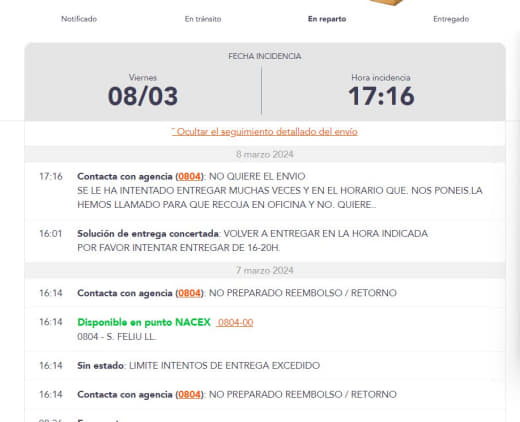 Notificado En tránsito En reparto Entregado
FECHA INCIDENCIA
Viernes Hora incidencia
08/03 17:16
Ocultar el seguimiento detallado del envío
8 marzo 2024
17:16 Contacta con agencia (0804): NO QUIERE EL ENVIO
SE LE HA INTENTADO ENTREGAR MUCHAS VECES Y EN EL HORARIO QUE. NOS PONEIS.LA
HEMOS LLAMADO PARA QUE RECOJA EN OFICINA Y NO. QUIERE..
16:01 Solución de entrega concertada: VOLVER A ENTREGAR EN LA HORA INDICADA
POR FAVOR INTENTAR ENTREGAR DE 16-20H.
7 marzo 2024
16:14 Contacta con agencia (0804): NO PREPARADO REEMBOLSO / RETORNO
16:14 Disponible en punto NACEX 0804-00
0804 - S. FELIU LL.
16:14 Sin estado: LIMITE INTENTOS DE ENTREGA EXCEDIDO
16:14 Contacta con agencia (0804): NO PREPARADO REEMBOLSO / RETORNO